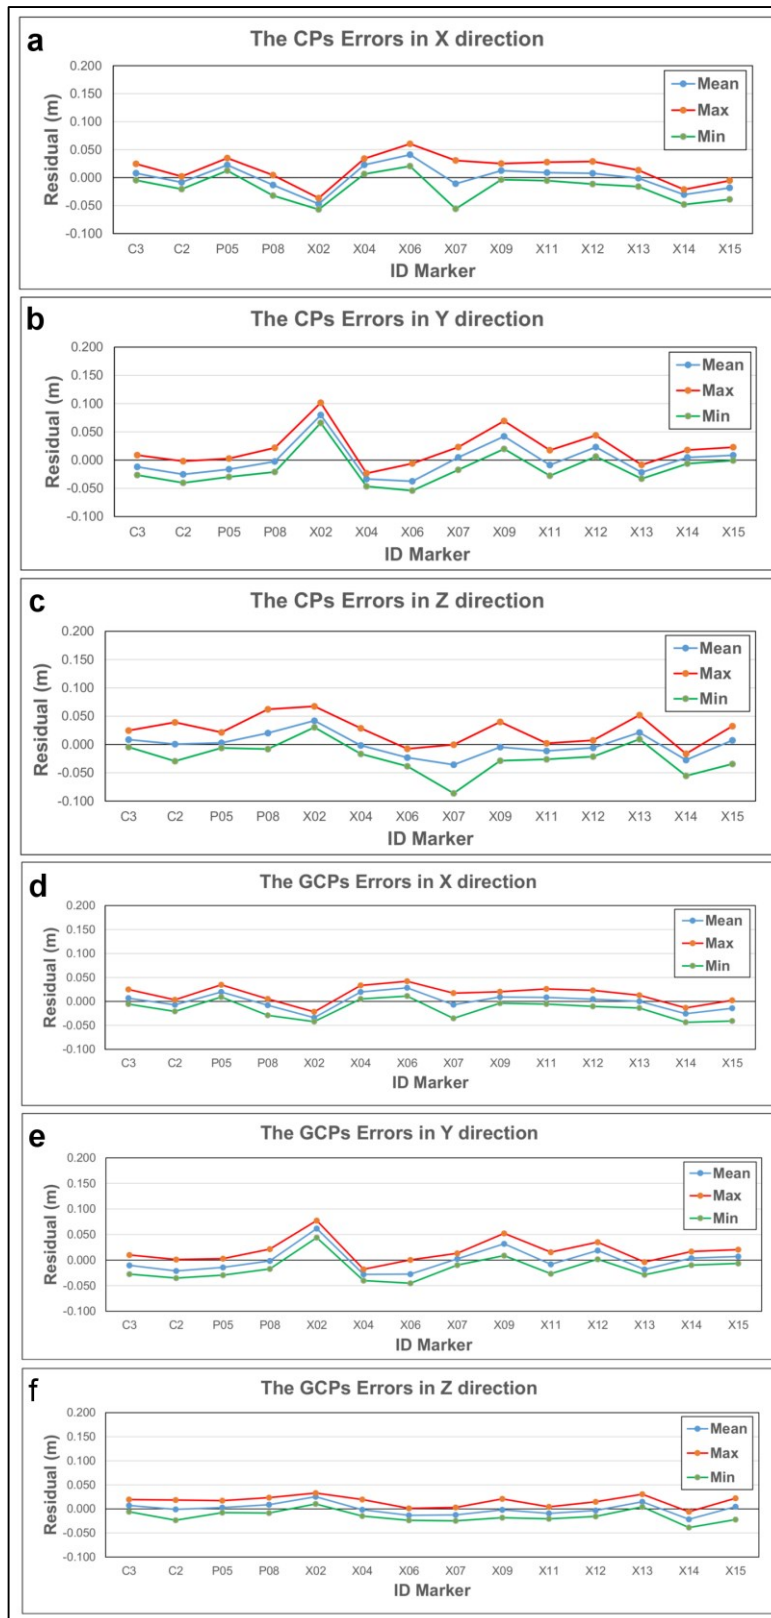 a
The CPs Errors in X direction
0.200
0.150
0.100
0.050
0.000
-0.050
-0.100
Residual (m)
Mean
Max
Min
C3 C2 P05 P08 X02 X04 X06 X07 X09 X11 X12 X13 X14 X15
ID Marker
b
The CPs Errors in Y direction
0.200
0.150
0.100
0.050
0.000
-0.050
-0.100
Residual (m)
Mean
Max
Min
C3 C2 P05 P08 X02 X04 X06 X07 X09 X11 X12 X13 X14 X15
ID Marker
c
The CPs Errors in Z direction
0.200
0.150
0.100
0.050
0.000
-0.050
-0.100
Residual (m)
Mean
Max
Min
C3 C2 P05 P08 X02 X04 X06 X07 X09 X11 X12 X13 X14 X15
ID Marker
d
The GCPs Errors in X direction
0.200
0.150
0.100
0.050
0.000
-0.050
-0.100
Residual (m)
Mean
Max
Min
C3 C2 P05 P08 X02 X04 X06 X07 X09 X11 X12 X13 X14 X15
ID Marker
e
The GCPs Errors in Y direction
0.200
0.150
0.100
0.050
0.000
-0.050
-0.100
Residual (m)
Mean
Max
Min
C3 C2 P05 P08 X02 X04 X06 X07 X09 X11 X12 X13 X14 X15
ID Marker
f
The GCPs Errors in Z direction
0.200
0.150
0.100
0.050
0.000
-0.050
-0.100
Residual (m)
Mean
Max
Min
C3 C2 P05 P08 X02 X04 X06 X07 X09 X11 X12 X13 X14 X15
ID Marker